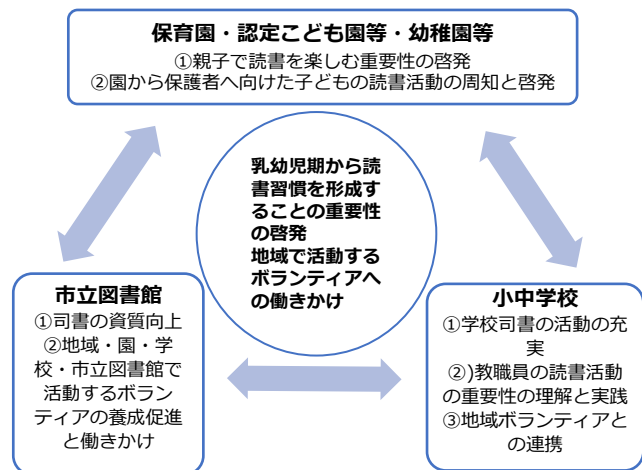 保育園・認定こども園等・幼稚園等
①親子で読書を楽しむ重要性の啓発
②園から保護者へ向けた子どもの読書活動の周知と啓発
乳幼児期から読
書習慣を形成す
ることの重要性
の啓発
地域で活動する
ボランティアへ
の働きかけ
市立図書館
①司書の資質向上
②地域・園・学
校・市立図書館で
活動するボラン
ティアの養成促進
と働きかけ
小中学校
①学校司書の活動の充
実
②)教職員の読書活動
の重要性の理解と実践
③地域ボランティアと
の連携